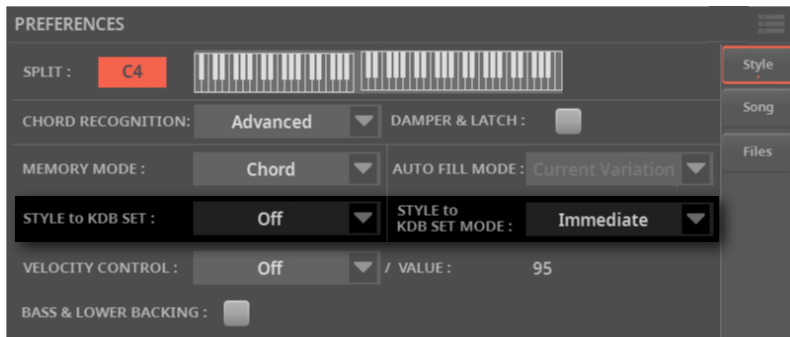 PREFERENCES
SPLIT : C4
Style
Song
Files
CHORD RECOGNITION: Advanced DAMPER & LATCH :
MEMORY MODE : Chord AUTO FILL MODE : Current Variation
STYLE to KDB SET : Off STYLE to
KDB SET MODE : Immediate
VELOCITY CONTROL : Off / VALUE : 95
BASS & LOWER BACKING :